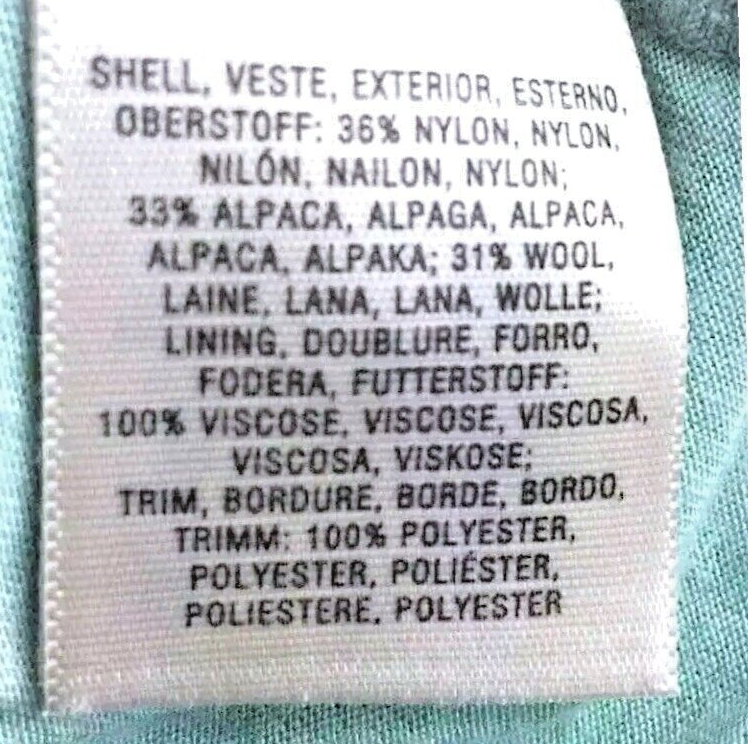 SHELL, VESTE, EXTERIOR, ESTERNO,
OBERSTOFF: 36% NYLON, NYLON,
NILÓN, NAILON, NYLON;
33% ALPACA, ALPAGA, ALPACA,
ALPACA, ALPAKA; 31% WOOL,
LAINE, LANA, LANA, WOLLE;
LINING, DOUBLURE, FORRO,
FODERA, FUTTERSTOFF:
100% VISCOSE, VISCOSE, VISCOSA,
VISCOSA, VISKOSE;
TRIM, BORDURE, BORDE, BORDO,
TRIMM: 100% POLYESTER,
POLYESTER, POLIÉSTER,
POLIESTERE, POLYESTER